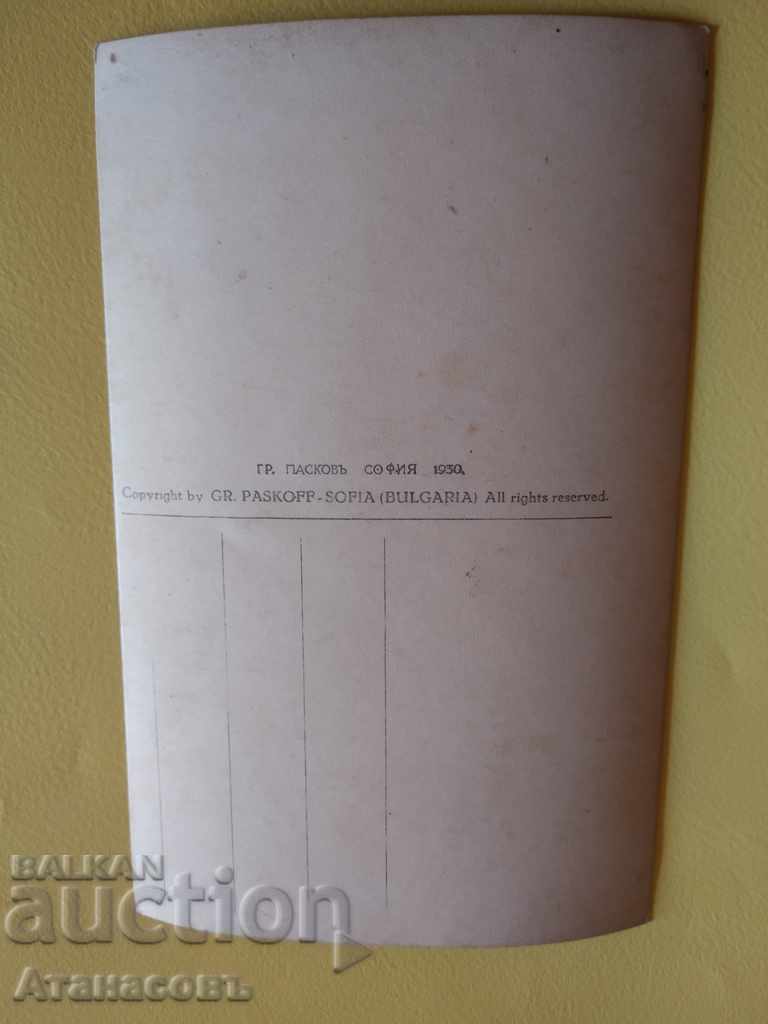 ГР. ПАСКОВЪ СОФИЯ 1930.
Copyright by GR. PASKOFF-SOFIA (BULGARIA) All rights reserved.
BALKAN
auction
Атанасовъ